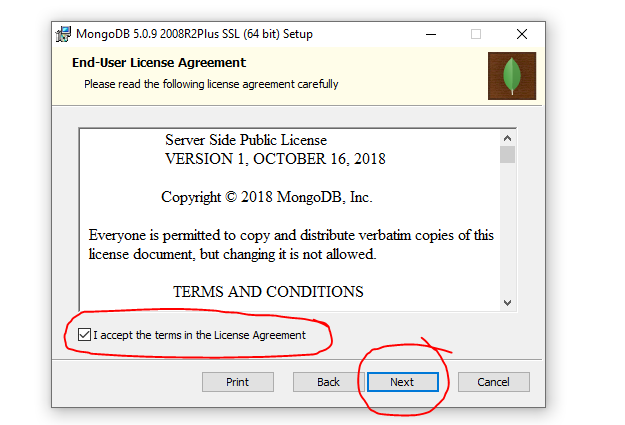 MongoDB 5.0.9 2008R2Plus SSL (64 bit) Setup
End-User License Agreement
Please read the following license agreement carefully
Server Side Public License
VERSION 1, OCTOBER 16, 2018
Copyright © 2018 MongoDB, Inc.
Everyone is permitted to copy and distribute verbatim copies of this
license document, but changing it is not allowed.
TERMS AND CONDITIONS
I accept the terms in the License Agreement
Print Back Next Cancel